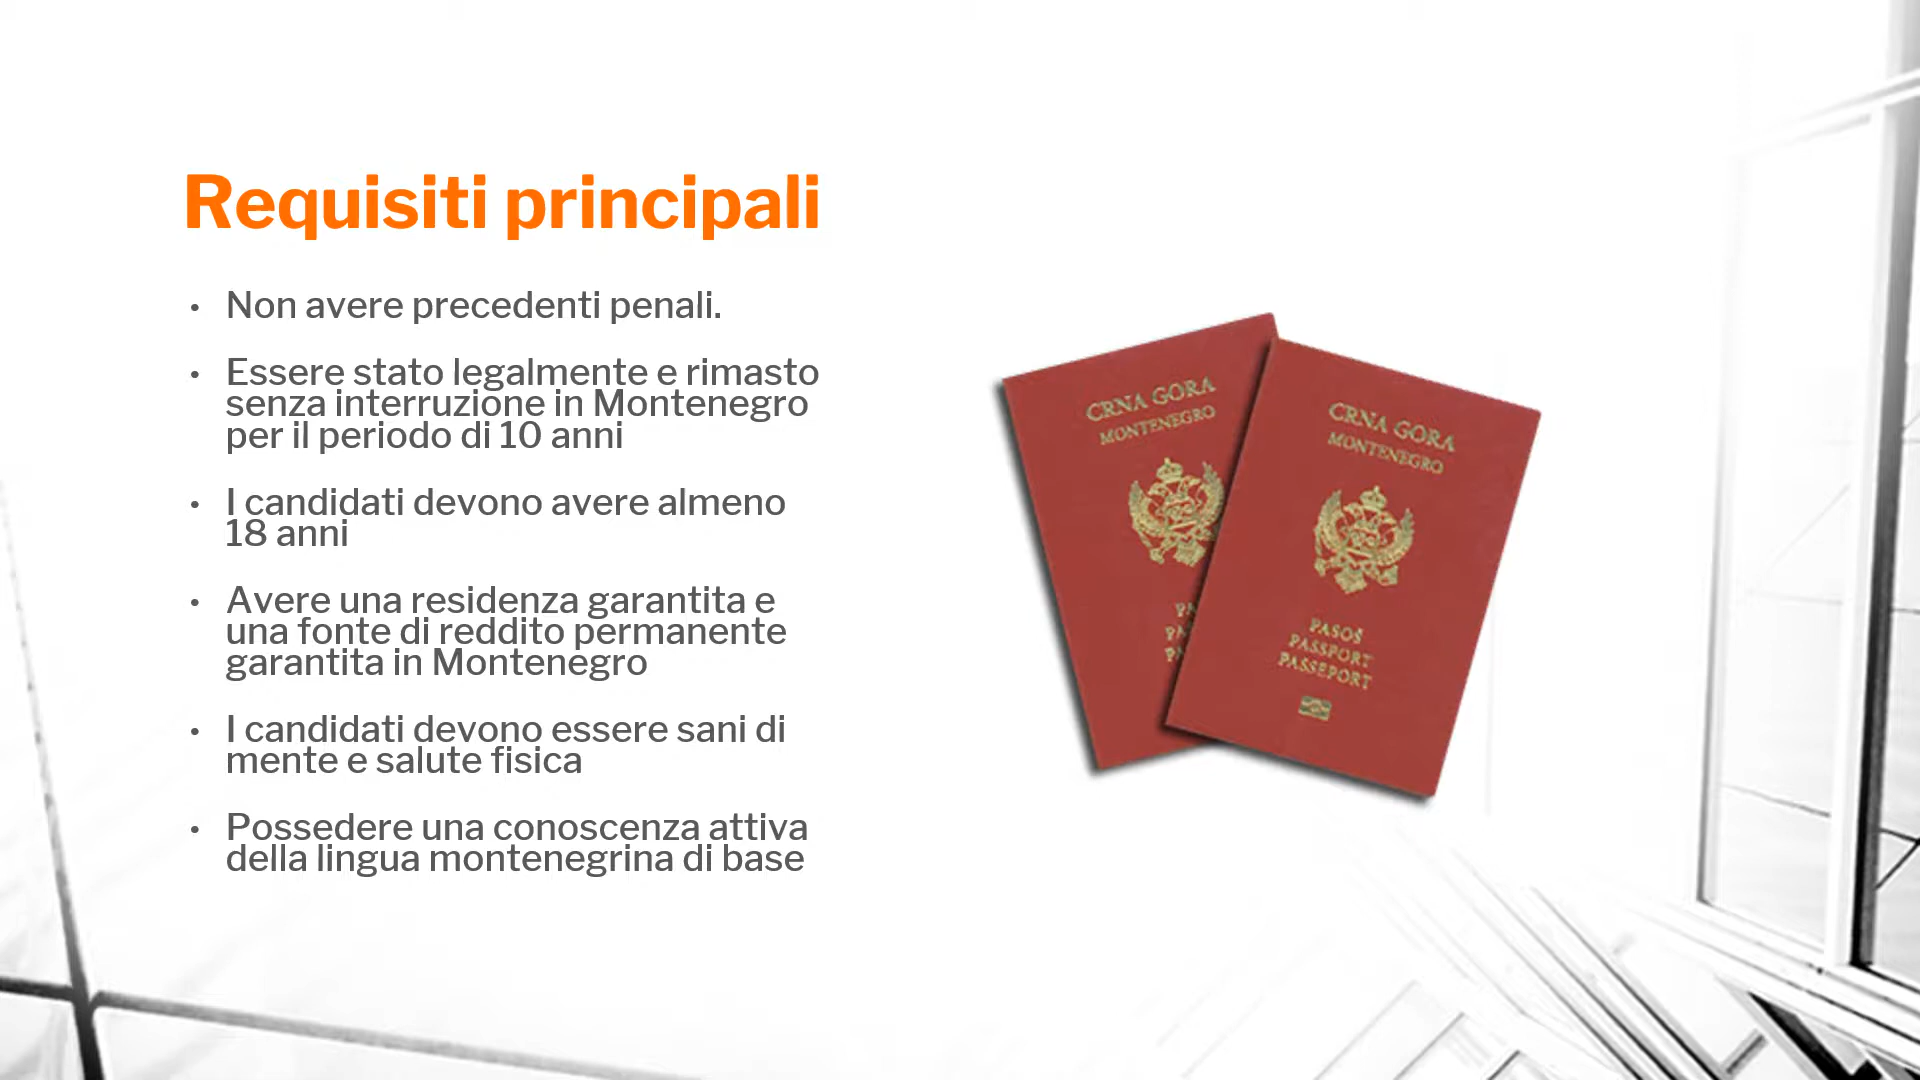 Requisiti principali
• Non avere precedenti penali.
• Essere stato legalmente e rimasto
senza interruzione in Montenegro
per il periodo di 10 anni
• I candidati devono avere almeno
18 anni
• Avere una residenza garantita e
una fonte di reddito permanente
garantita in Montenegro
• I candidati devono essere sani di
mente e salute fisica
• Possedere una conoscenza attiva
della lingua montenegrina di base
CRNA GORA
MONTENEGRO
CRNA GORA
MONTENEGRO
PASOŠ
PASSPORT
PASSEPORT